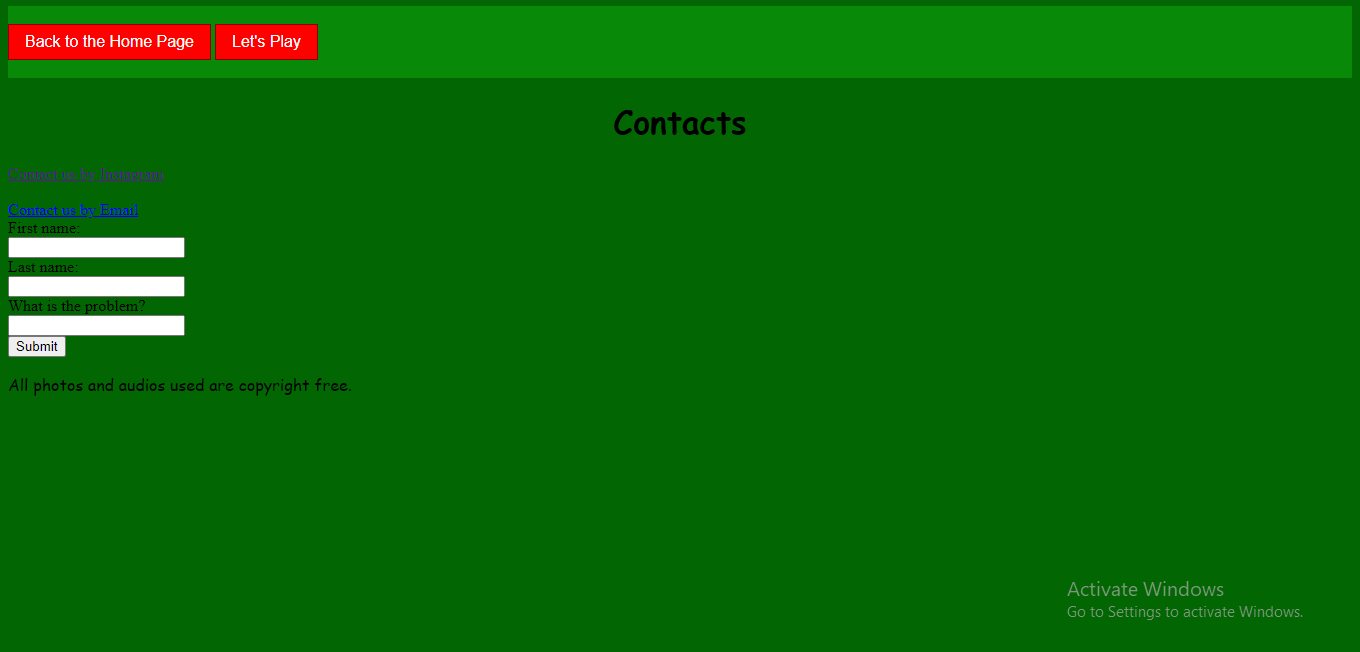 Back to the Home Page Let's Play
Contacts
Contact us by Instagram
Contact us by Email
First name:
Last name:
What is the problem?
Submit
All photos and audios used are copyright free.
Activate Windows
Go to Settings to activate Windows.